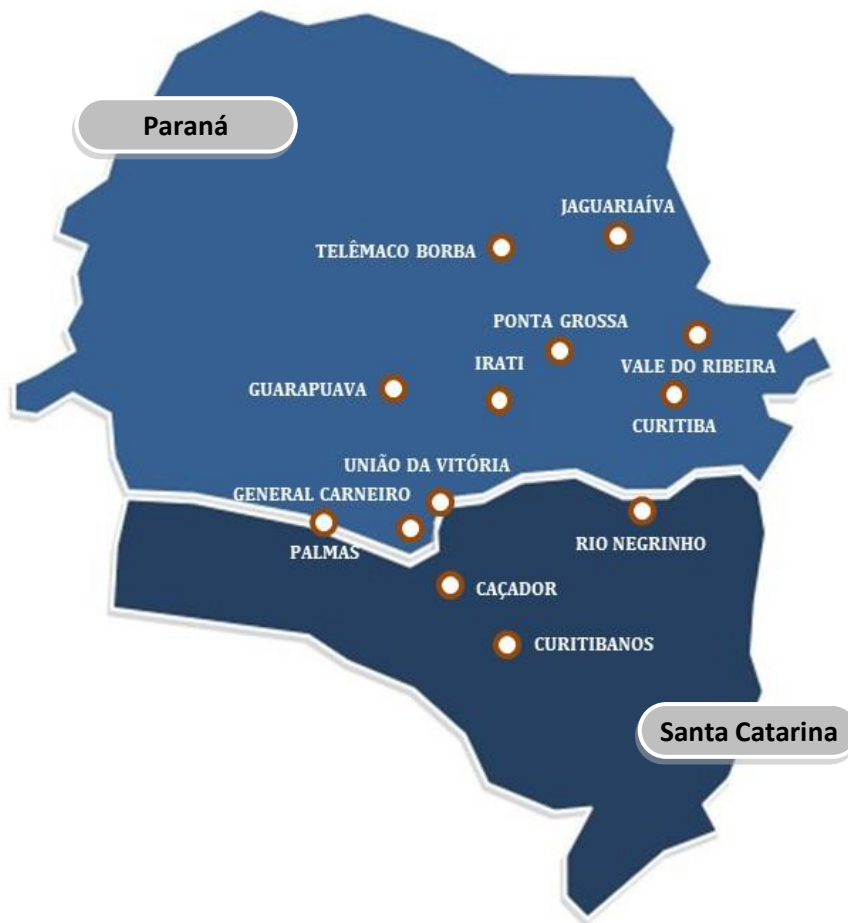 Paraná
JAGUARIAÍVA
TELÊMACO BORBA
PONTA GROSSA
IRATI
VALE DO RIBEIRA
GUARAPUAVA
CURITIBA
UNIÃO DA VITÓRIA
GENERAL CARNEIRO
PALMAS
RIO NEGRINHO
CAÇADOR
CURITIBANOS
Santa Catarina